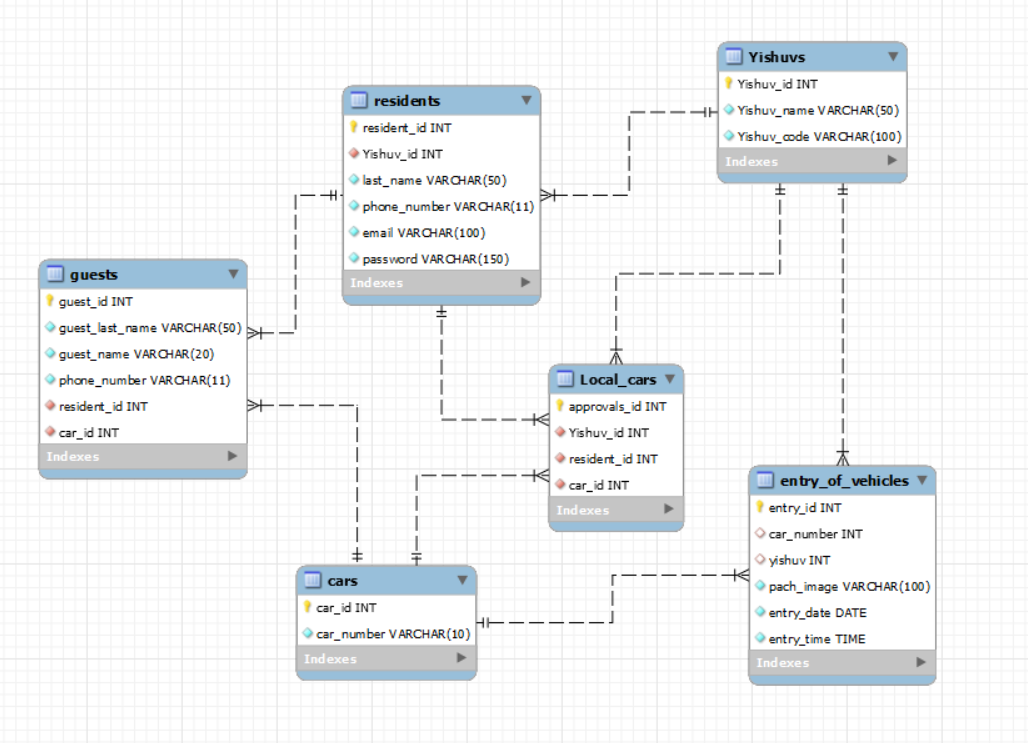 Yishuvs
Yishuv_id INT
Yishuv_name VARCHAR(50)
Yishuv_code VARCHAR(100)
Indexes
residents
resident_id INT
Yishuv_id INT
last_name VARCHAR(50)
phone_number VARCHAR(11)
email VARCHAR(100)
password VARCHAR(150)
Indexes
guests
guest_id INT
guest_last_name VARCHAR(50)
guest_name VARCHAR(20)
phone_number VARCHAR(11)
resident_id INT
car_id INT
Indexes
Local_cars
approvals_id INT
Yishuv_id INT
resident_id INT
car_id INT
Indexes
entry_of_vehicles
entry_id INT
car_number INT
yishuv INT
pach_image VARCHAR(100)
entry_date DATE
entry_time TIME
Indexes
cars
car_id INT
car_number VARCHAR(10)
Indexes